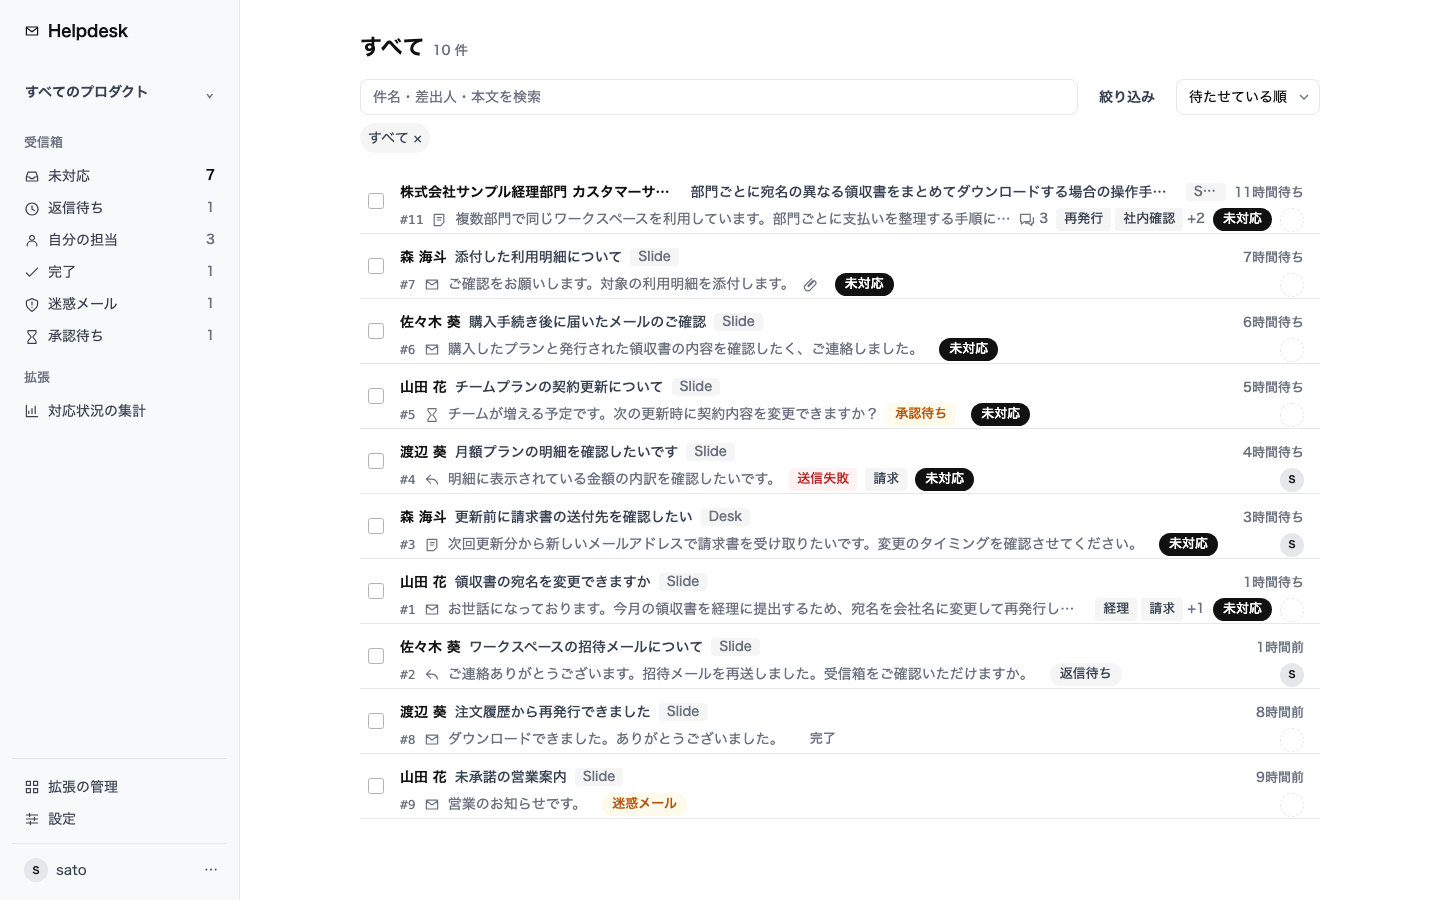 Helpdesk
すべてのプロダクト
受信箱
未対応 7
返信待ち 1
自分の担当 3
完了 1
迷惑メール 1
承認待ち 1
拡張
対応状況の集計
拡張の管理
設定
S sato …
すべて 10 件
件名・差出人・本文を検索 絞り込み 待たせている順
すべて ×
株式会社サンプル経理部門 カスタマーサ… 部門ごとに宛名の異なる領収書をまとめてダウンロードする場合の操作手… S… 11時間待ち
#11 複数部門で同じワークスペースを利用しています。部門ごとに支払いを整理する手順に… 3 再発行 社内確認 +2 未対応
森 海斗 添付した利用明細について Slide 7時間待ち
#7 ご確認をお願いします。対象の利用明細を添付します。 未対応
佐々木 葵 購入手続き後に届いたメールのご確認 Slide 6時間待ち
#6 購入したプランと発行された領収書の内容を確認したく、ご連絡しました。 未対応
山田 花 チームプランの契約更新について Slide 5時間待ち
#5 チームが増える予定です。次の更新時に契約内容を変更できますか？ 承認待ち 未対応
渡辺 葵 月額プランの明細を確認したいです Slide 4時間待ち
#4 明細に表示されている金額の内訳を確認したいです。 送信失敗 請求 未対応 S
森 海斗 更新前に請求書の送付先を確認したい Desk 3時間待ち
#3 次回更新分から新しいメールアドレスで請求書を受け取りたいです。変更のタイミングを確認させてください。 未対応 S
山田 花 領収書の宛名を変更できますか Slide 1時間待ち
#1 お世話になっております。今月の領収書を経理に提出するため、宛名を会社名に変更して再発行し… 経理 請求 +1 未対応
佐々木 葵 ワークスペースの招待メールについて Slide 1時間前
#2 ご連絡ありがとうございます。招待メールを再送しました。受信箱をご確認いただけますか。 返信待ち S
渡辺 葵 注文履歴から再発行できました Slide 8時間前
#8 ダウンロードできました。ありがとうございました。 完了
山田 花 未承諾の営業案内 Slide 9時間前
#9 営業のお知らせです。 迷惑メール